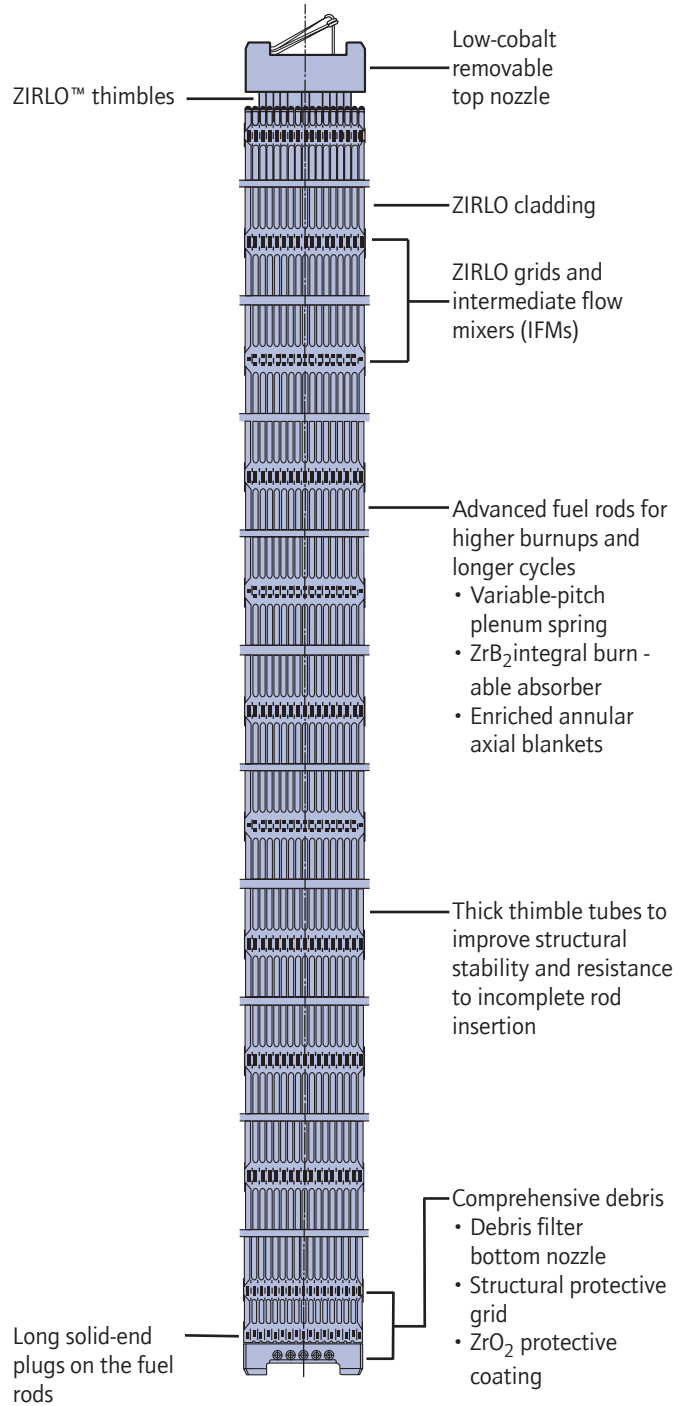 Low-cobalt
removable
top nozzle
ZIRLO™ thimbles
ZIRLO cladding
ZIRLO grids and
intermediate flow
mixers (IFMs)
Advanced fuel rods for
higher burnups and
longer cycles
• Variable-pitch
plenum spring
• ZrB2integral burn -
able absorber
• Enriched annular
axial blankets
Thick thimble tubes to
improve structural
stability and resistance
to incomplete rod
insertion
Comprehensive debris
• Debris filter
bottom nozzle
• Structural protective
grid
• ZrO2 protective
coating
Long solid-end
plugs on the fuel
rods